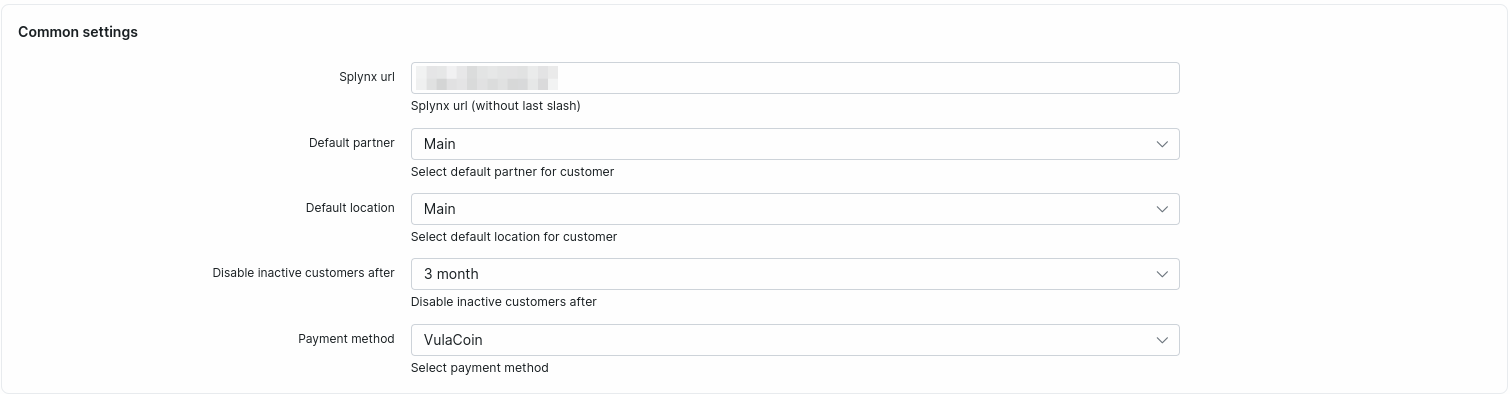 Common settings
Splynx url
Splynx url (without last slash)
Default partner Main
Select default partner for customer
Default location Main
Select default location for customer
Disable inactive customers after 3 month
Disable inactive customers after
Payment method VulaCoin
Select payment method